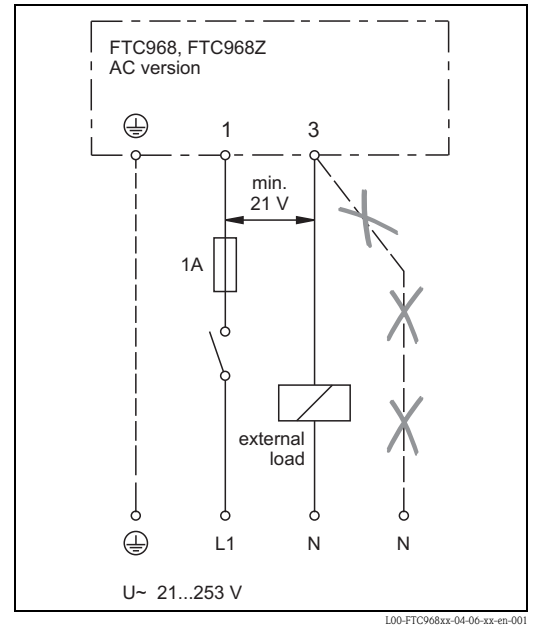 FTC968, FTC968Z
AC version
1
3
min.
21 V
1A
external
load
L1
N
N
U~ 21...253 V
L00-FTC968xx-04-06-xx-en-001